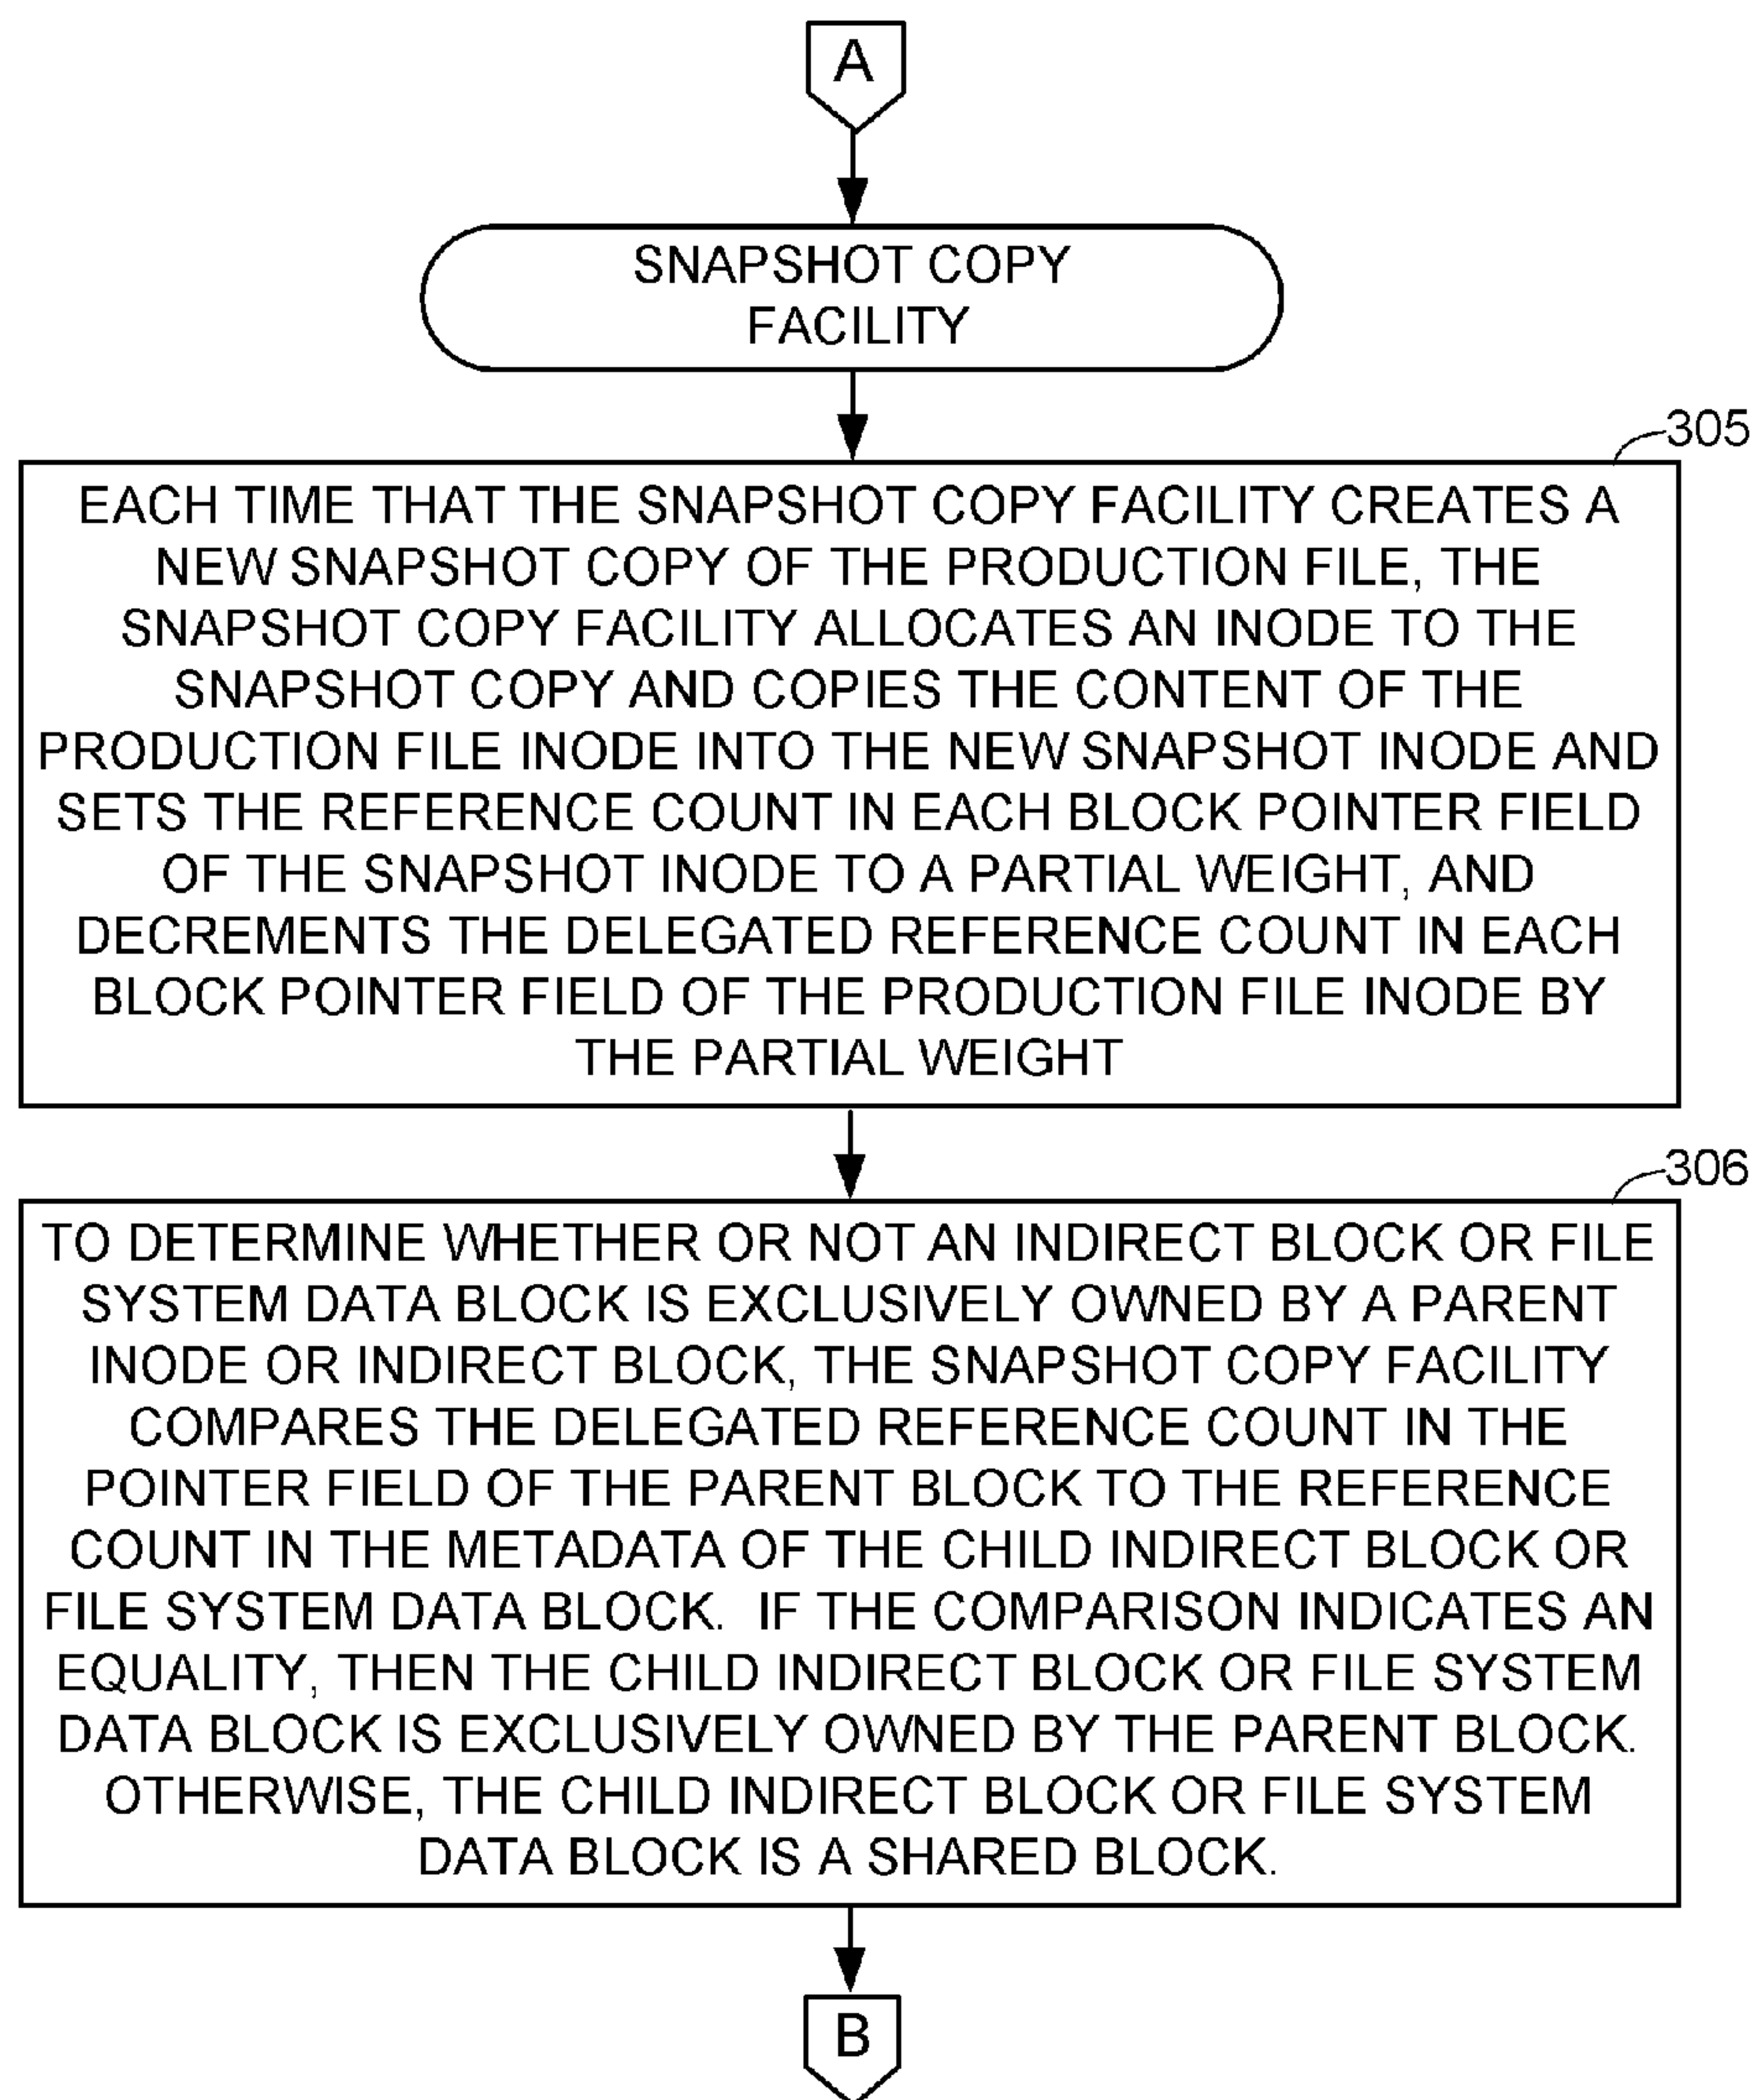 A
SNAPSHOT COPY
FACILITY
305
EACH TIME THAT THE SNAPSHOT COPY FACILITY CREATES A
NEW SNAPSHOT COPY OF THE PRODUCTION FILE, THE
SNAPSHOT COPY FACILITY ALLOCATES AN INODE TO THE
SNAPSHOT COPY AND COPIES THE CONTENT OF THE
PRODUCTION FILE INODE INTO THE NEW SNAPSHOT INODE AND
SETS THE REFERENCE COUNT IN EACH BLOCK POINTER FIELD
OF THE SNAPSHOT INODE TO A PARTIAL WEIGHT, AND
DECREMENTS THE DELEGATED REFERENCE COUNT IN EACH
BLOCK POINTER FIELD OF THE PRODUCTION FILE INODE BY
THE PARTIAL WEIGHT
306
TO DETERMINE WHETHER OR NOT AN INDIRECT BLOCK OR FILE
SYSTEM DATA BLOCK IS EXCLUSIVELY OWNED BY A PARENT
INODE OR INDIRECT BLOCK, THE SNAPSHOT COPY FACILITY
COMPARES THE DELEGATED REFERENCE COUNT IN THE
POINTER FIELD OF THE PARENT BLOCK TO THE REFERENCE
COUNT IN THE METADATA OF THE CHILD INDIRECT BLOCK OR
FILE SYSTEM DATA BLOCK.  IF THE COMPARISON INDICATES AN
EQUALITY, THEN THE CHILD INDIRECT BLOCK OR FILE SYSTEM
DATA BLOCK IS EXCLUSIVELY OWNED BY THE PARENT BLOCK.
OTHERWISE, THE CHILD INDIRECT BLOCK OR FILE SYSTEM
DATA BLOCK IS A SHARED BLOCK.
B